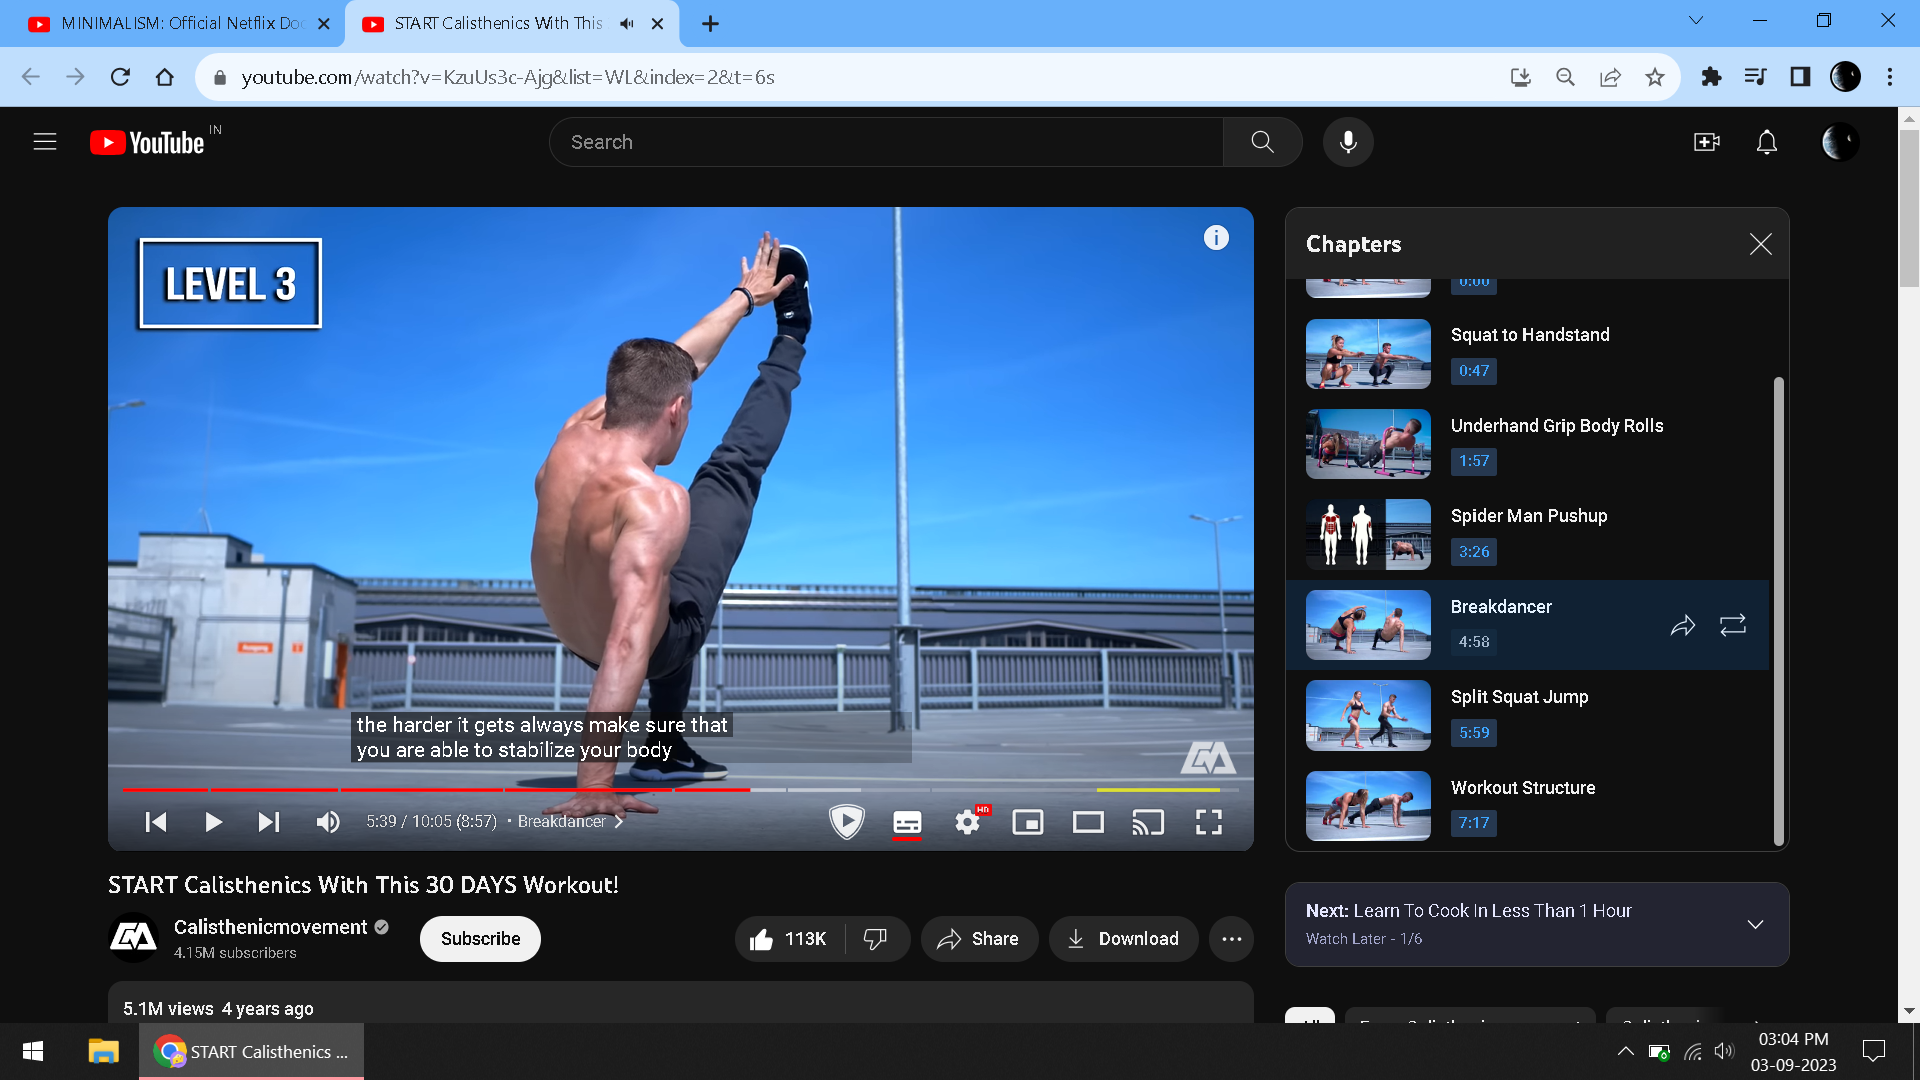 MINIMALISM: Official Netflix Doc
START Calisthenics With This
youtube.com/watch?v=KzuUs3c-Ajg&list=WL&index=2&t=6s
YouTube IN
Search
LEVEL 3
i
the harder it gets always make sure that
you are able to stabilize your body
5:39 / 10:05 (8:57) • Breakdancer
HD
Chapters
0:00
Squat to Handstand
0:47
Underhand Grip Body Rolls
1:57
Spider Man Pushup
3:26
Breakdancer
4:58
Split Squat Jump
5:59
Workout Structure
7:17
START Calisthenics With This 30 DAYS Workout!
Calisthenicmovement
4.15M subscribers
Subscribe
113K
Share
Download
Next: Learn To Cook In Less Than 1 Hour
Watch Later - 1/6
5.1M views 4 years ago
All
START Calisthenics ...
03:04 PM
03-09-2023